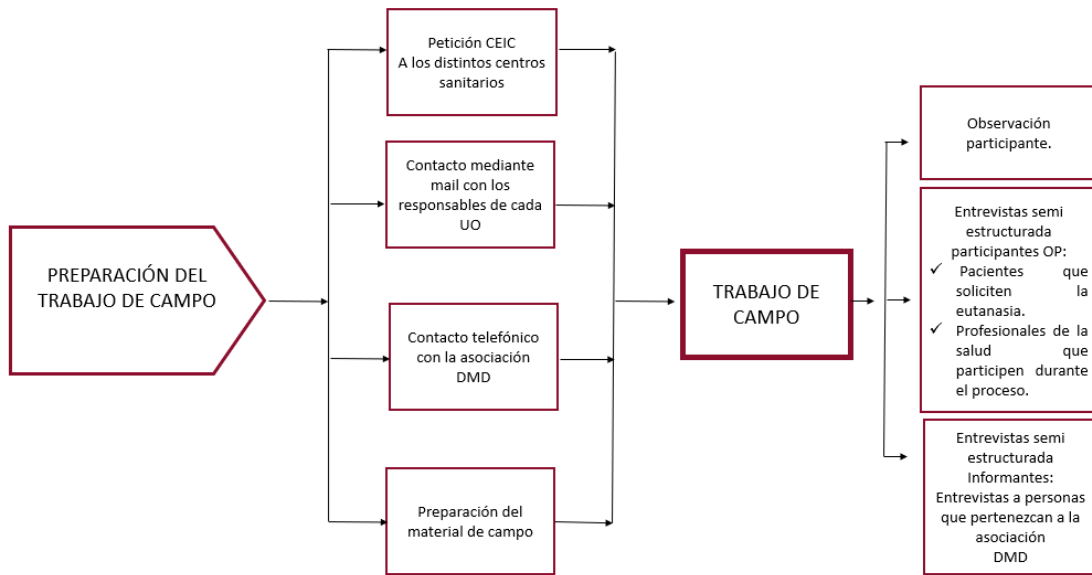 PREPARACIÓN DEL
TRABAJO DE CAMPO
Petición CEIC
A los distintos centros
sanitarios
Contacto mediante
mail con los
responsables de cada
UO
Contacto telefónico
con la asociación
DMD
Preparación del
material de campo
TRABAJO DE
CAMPO
Observación
participante.
Entrevistas semi
estructurada
participantes OP:
✓ Pacientes que
soliciten la
eutanasia.
✓ Profesionales de la
salud que
participen durante
el proceso.
Entrevistas semi
estructurada
Informantes:
Entrevistas a personas
que pertenezcan a la
asociación
DMD